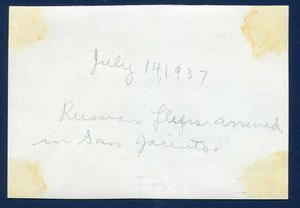 July 14, 1937
Russian flyers arrived
in San Jacinto.